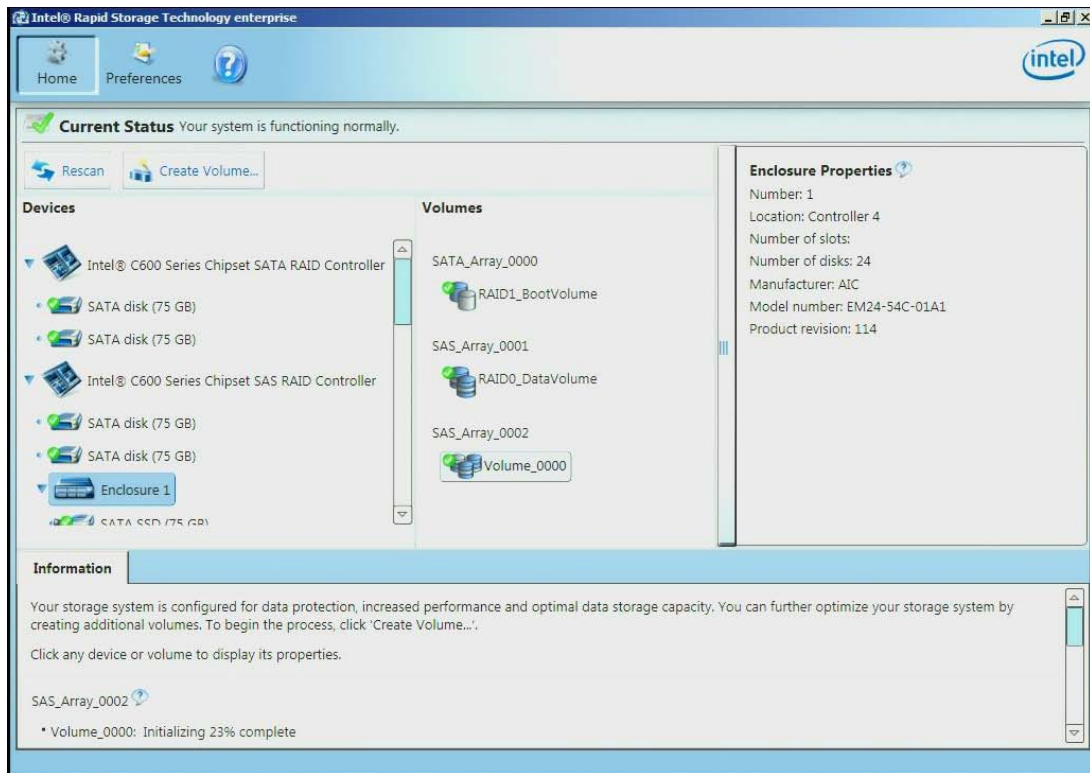 Intel® Rapid Storage Technology enterprise
Home
Preferences
?
intel
Current Status Your system is functioning normally.
Rescan
Create Volume...
Devices
Intel® C600 Series Chipset SATA RAID Controller
SATA disk (75 GB)
SATA disk (75 GB)
Intel® C600 Series Chipset SAS RAID Controller
SATA disk (75 GB)
SATA disk (75 GB)
Enclosure 1
SATA SSD (75 GB)
Volumes
SATA_Array_0000
RAID1_BootVolume
SAS_Array_0001
RAID0_DataVolume
SAS_Array_0002
Volume_0000
Enclosure Properties ?
Number: 1
Location: Controller 4
Number of slots:
Number of disks: 24
Manufacturer: AIC
Model number: EM24-54C-01A1
Product revision: 114
Information
Your storage system is configured for data protection, increased performance and optimal data storage capacity. You can further optimize your storage system by
creating additional volumes. To begin the process, click 'Create Volume...'.
Click any device or volume to display its properties.
SAS_Array_0002 ?
• Volume_0000: Initializing 23% complete